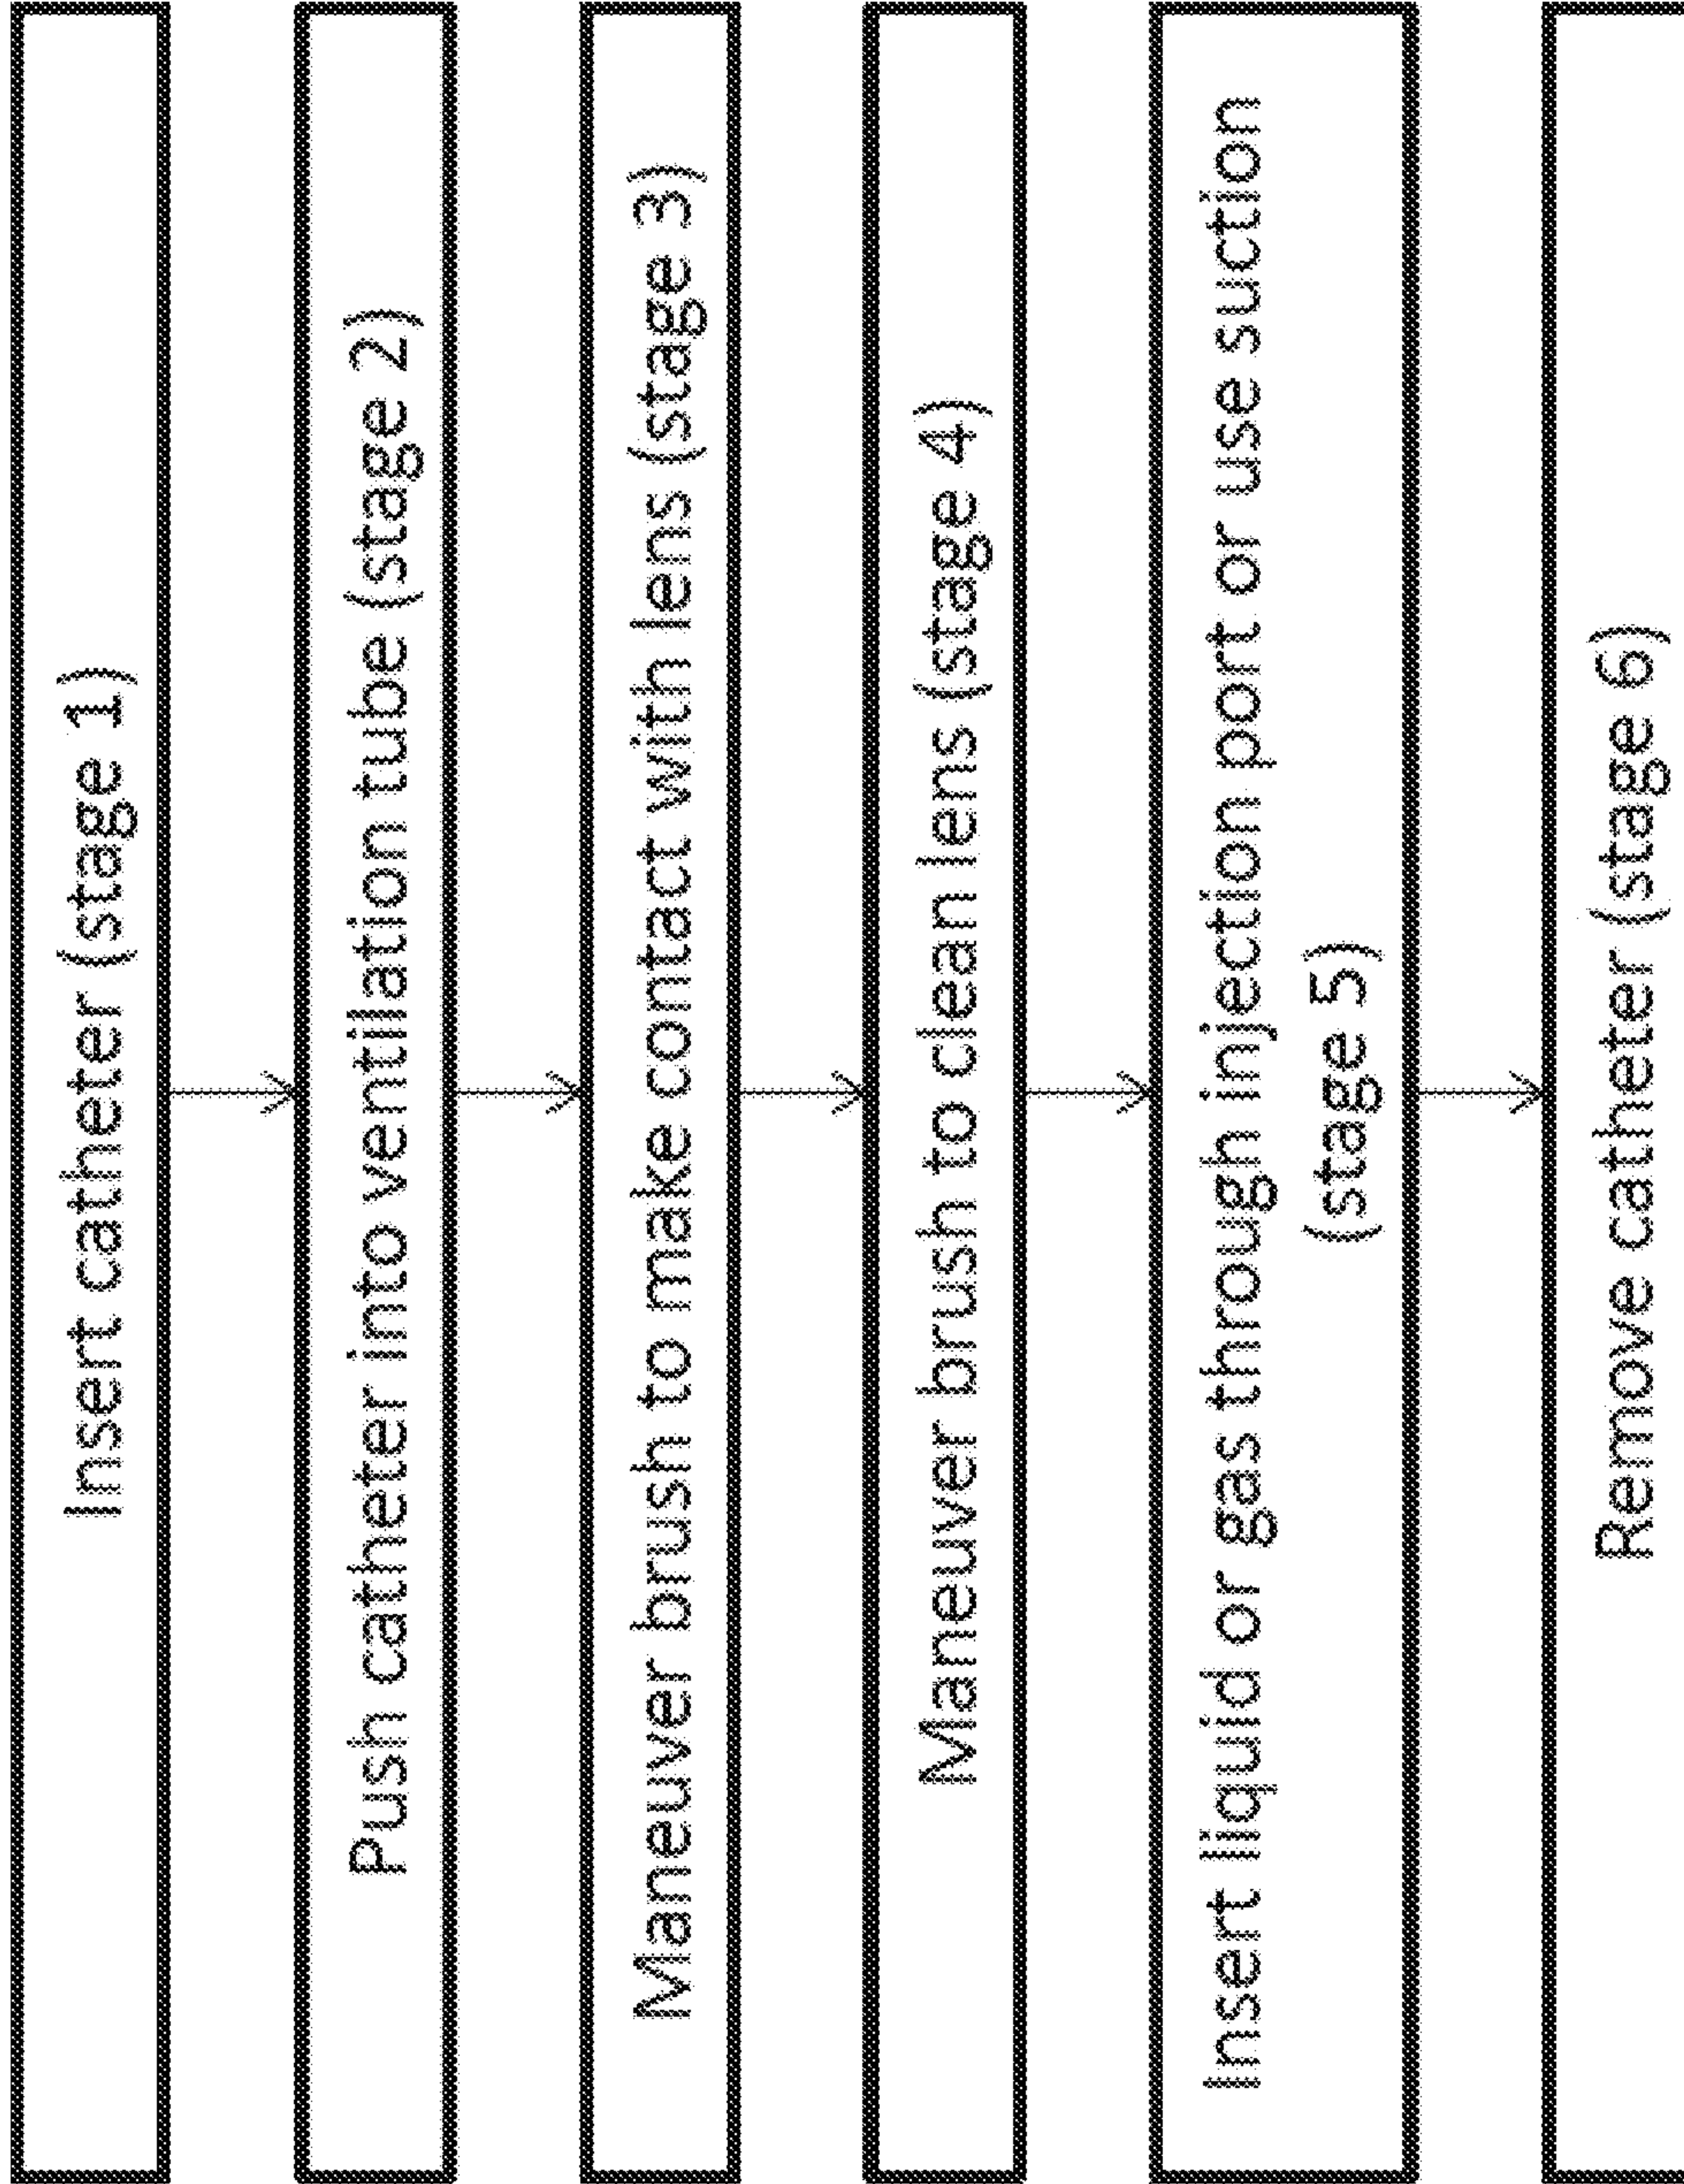 Insert catheter (stage 1)
Push catheter into ventilation tube (stage 2)
Maneuver brush to make contact with lens (stage 3)
Maneuver brush to clean lens (stage 4)
Insert liquid or gas through injection port or use suction
(stage 5)
Remove catheter (stage 6)